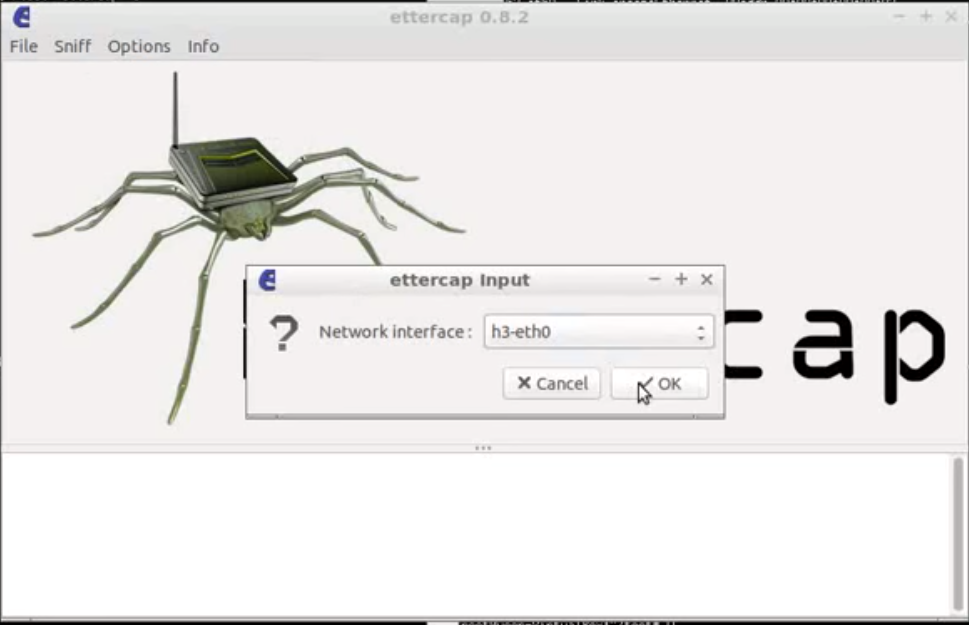 ettercap 0.8.2
File Sniff Options Info
ettercap Input
Network interface : h3-eth0
Cancel OK
cap